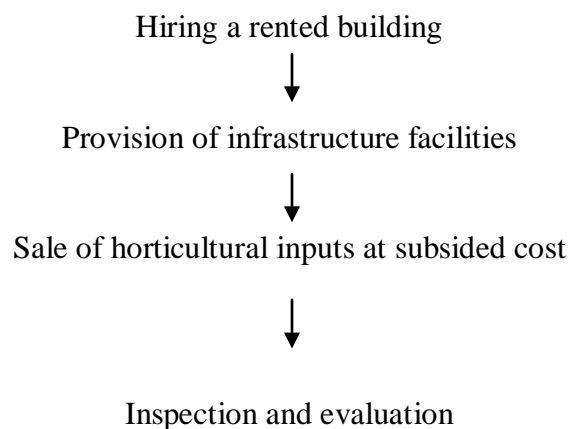 Hiring a rented building
Provision of infrastructure facilities
Sale of horticultural inputs at subsided cost
Inspection and evaluation